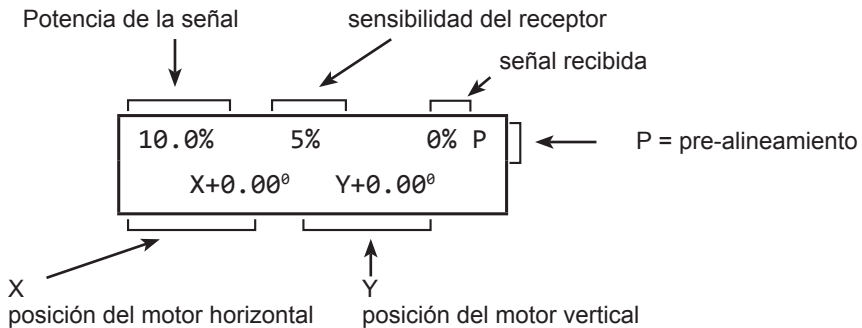 Potencia de la señal sensibilidad del receptor
señal recibida
10.0% 5% 0% P
P = pre-alineamiento
X+0.00⁰ Y+0.00⁰
X
posición del motor horizontal
Y
posición del motor vertical